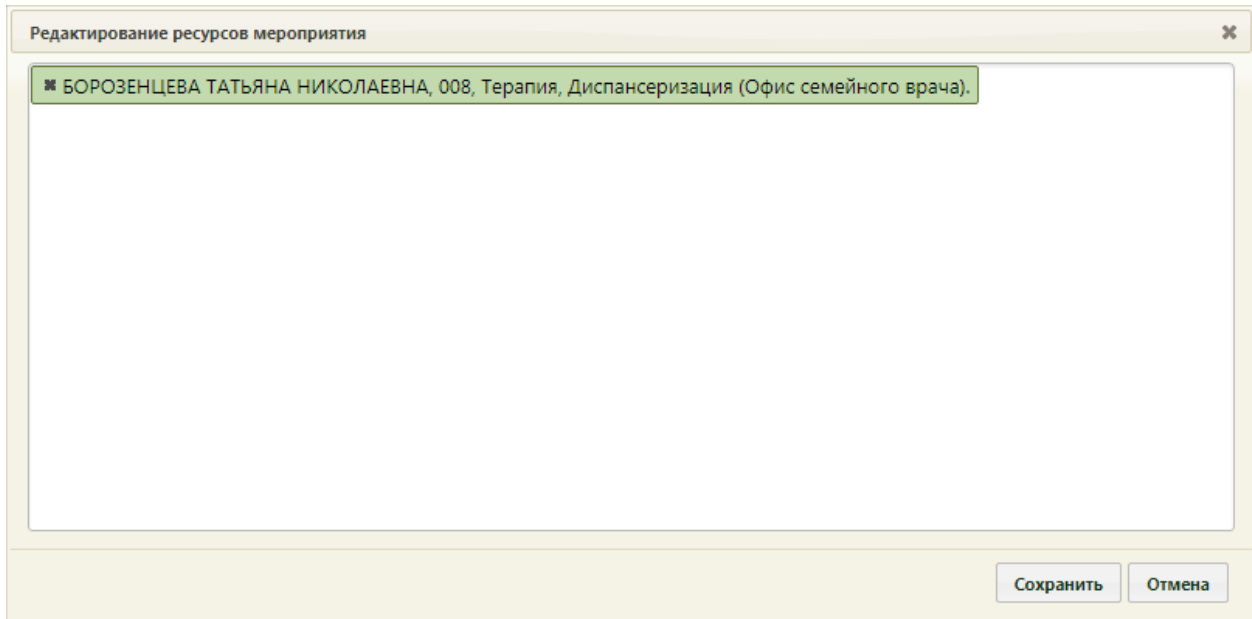 Редактирование ресурсов мероприятия
БОРОЗЕНЦЕВА ТАТЬЯНА НИКОЛАЕВНА, 008, Терапия, Диспансеризация (Офис семейного врача).
Сохранить Отмена